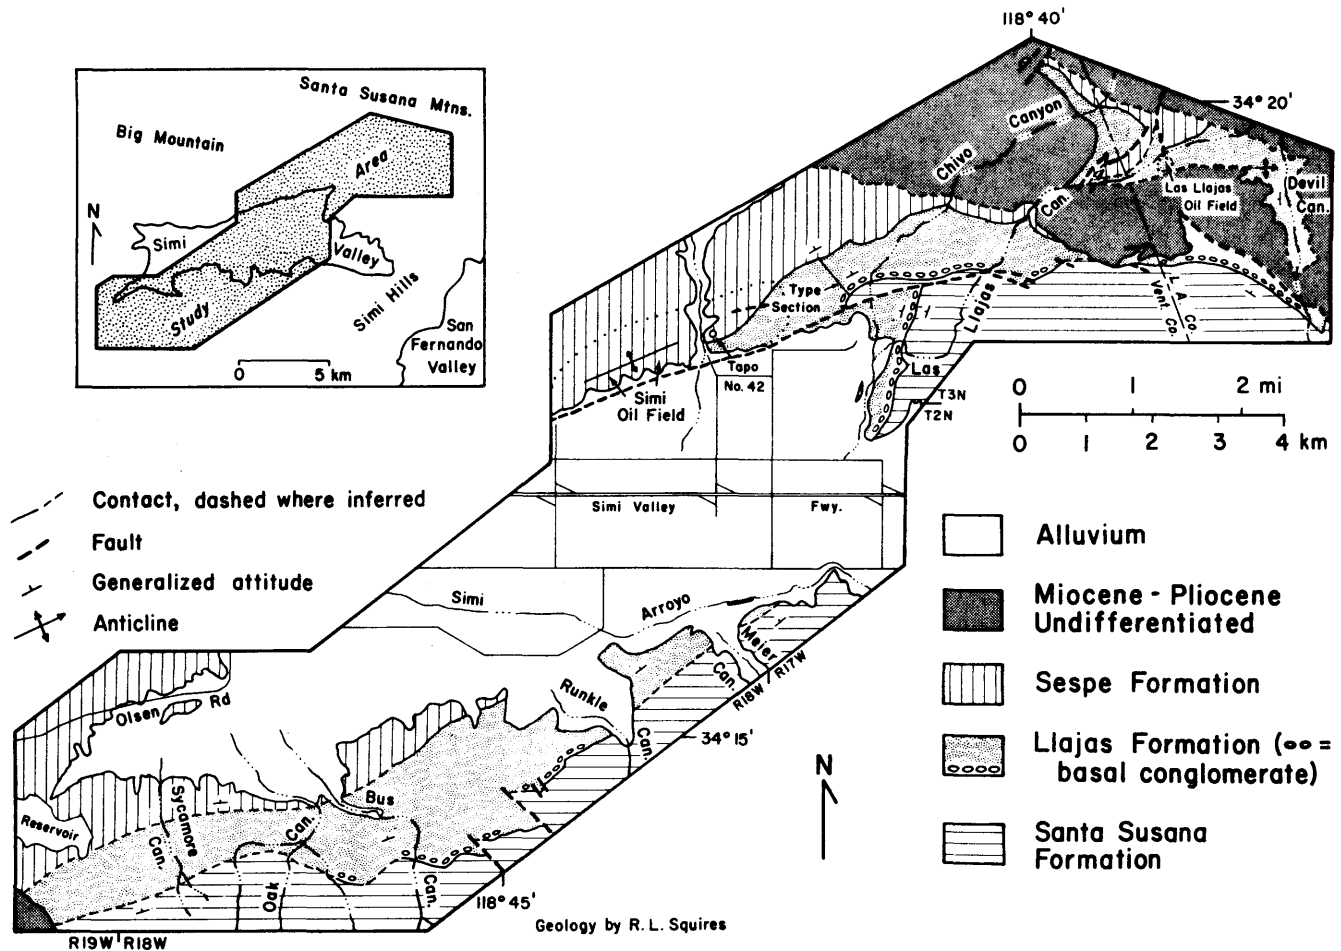 Santa Susana Mtns.
Big Mountain
Study Area
N
Simi
Valley
Simi Hills
San
Fernando
Valley
0 5 km
118° 40'
34° 20'
Chivo Canyon
Las Llajas
Oil Field
Devil
Can.
Can.
Type
Section
Llajas
Las
A. Co.
Vent. Co.
Tapo
No. 42
Simi
Oil Field
T3N
T2N
0 1 2 mi
0 1 2 3 4 km
Simi Valley Fwy.
Contact, dashed where inferred
Fault
Generalized attitude
Anticline
Alluvium
Miocene - Pliocene
Undifferentiated
Sespe Formation
Llajas Formation ( =
basal conglomerate)
Santa Susana
Formation
Simi Arroyo
Meier
Can.
R18W R17W
Runkle
Can.
34° 15'
N
Olsen Rd
Reservoir
Sycamore
Can.
Bus
Can.
Oak
Can.
118° 45'
R19W R18W
Geology by R. L. Squires